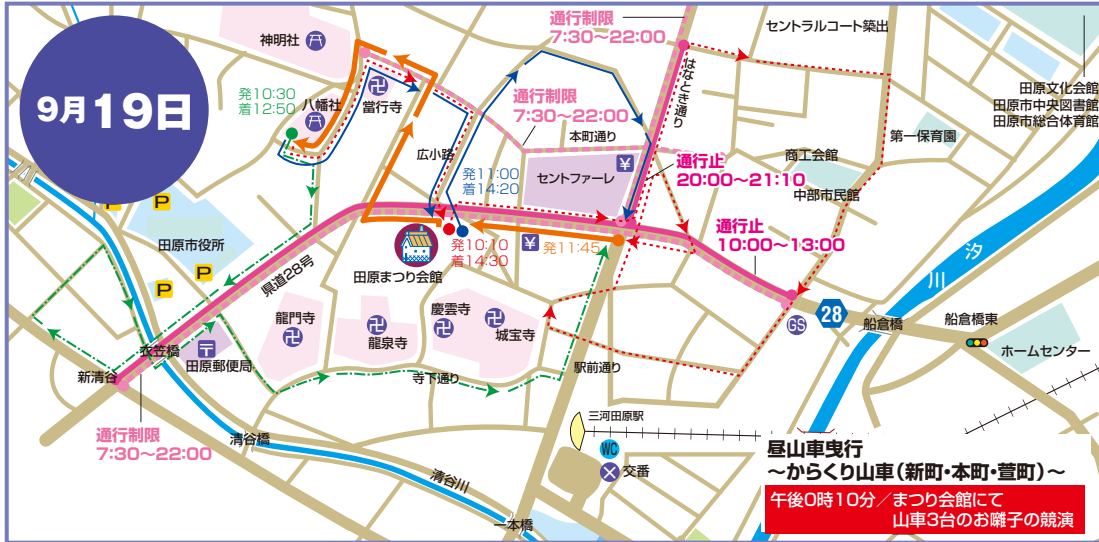 9月19日
神明社
通行制限
7:30〜22:00
セントラルコート築出
はなとき通り
田原文化会館
田原市中央図書館
田原市総合体育館
発10:30
着12:50
八幡社
當行寺
通行制限
7:30〜22:00
本町通り
第一保育園
広小路
商工会館
通行止
20:00〜21:10
発11:00
着14:20
セントファーレ
¥
中部市民館
P
P
田原市役所
P
P
通行止
10:00〜13:00
発10:10
着14:30
¥
発11:45
汐川
県道28号
田原まつり会館
28
GS
船倉橋
船倉橋東
龍門寺
龍泉寺
慶雲寺
城宝寺
ホームセンター
衣笠橋
〒
田原郵便局
新清谷
寺下通り
駅前通り
三河田原駅
通行制限
7:30〜22:00
清谷橋
清谷川
WC
交番
一本橋
昼山車曳行
〜からくり山車(新町・本町・萱町)〜
午後0時10分/まつり会館にて
山車3台のお囃子の競演